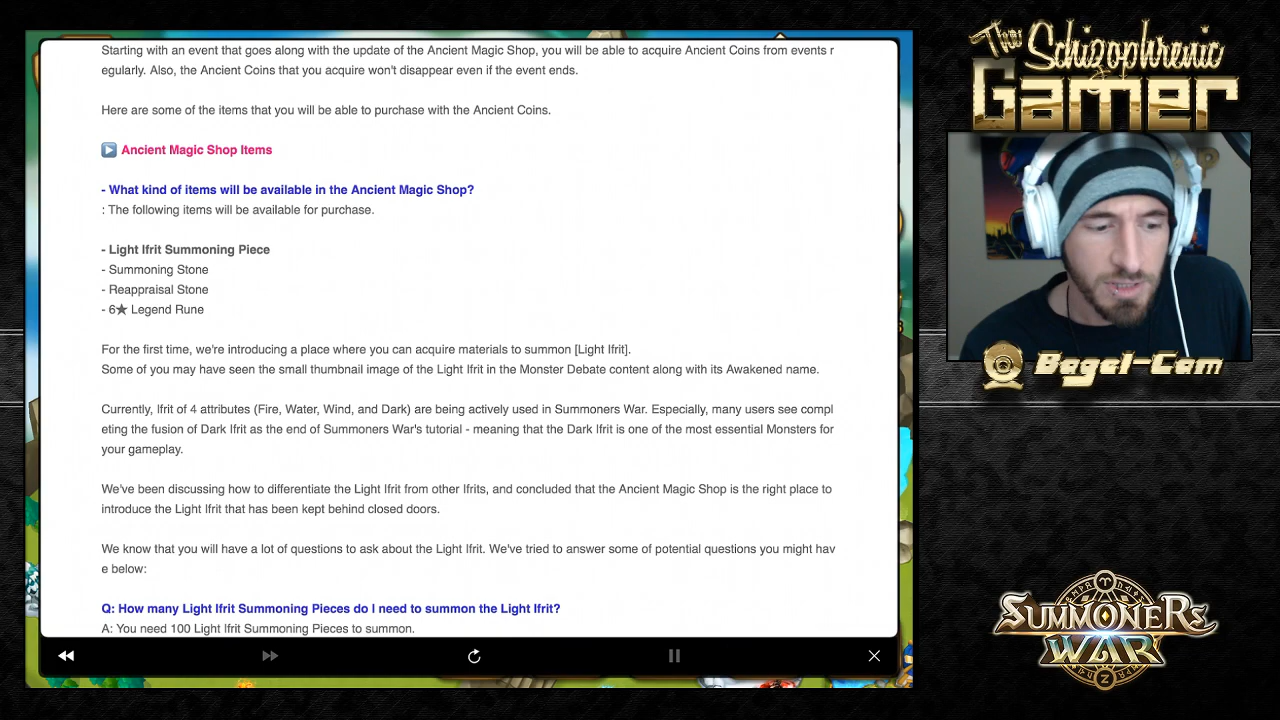 Starting with an event that goes along with the update of the Ancient Magic Shop, you will be able to acquire Ancient Coins from events r
egularly. Also, the Ancient Coins that you acquire won't disappear even if the event ends.
Here are some of the items that you will be able to purchase with the Ancient Coins.
Ancient Magic Shop Items
- What kind of items will be available in the Ancient Magic Shop?
: The following items will be available for purchase.
- Light Ifrit Summoning Piece
- Summoning Stone
- Reappraisal Stone
- 6★ Legend Rune
For the first time, we're introducing a place where you can acquire materials to summon [Light Ifrit].
Some of you may have seen the small thumbnail image of the Light Ifrit in the Monster Debate content along with its Awakened name.
Currently, Ifrit of 4 attributes (Fire, Water, Wind, and Dark) are being actively used in Summoners War. Especially, many users see compl
eting the fusion of Dark Ifrit as the end of Summoners War's tutorial - meaning that the Dark Ifrit is one of the most essential Monsters for
your gameplay.
We've been discussing how to differentiate the Light Ifrit from other Ifrits, and concluded that the Ancient Magic Shop is the right place to
introduce the Light Ifrit that has been kept behind closed doors.
We know that you will have a lot of questions to ask about the Light Ifrit. We've tried to answer some of potential questions you might hav
e below:
Q: How many Light Ifrit Summoning Pieces do I need to summon the Light Ifrit?
A: You need 100 Light Ifrit Summoning Pieces to summon.
The
Schizophrenic
Gamer
Bagel-Cam
SUMMONERS
WAR